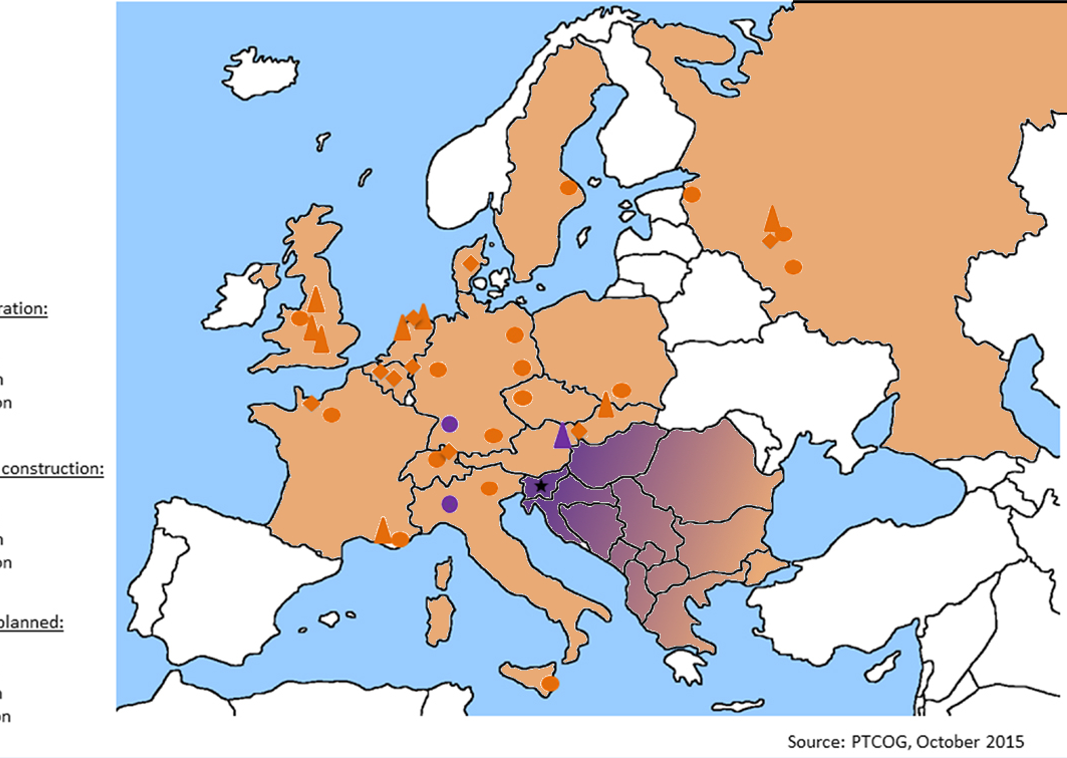 ration:
n
on
construction:
n
on
planned:
n
on
Source: PTCOG, October 2015